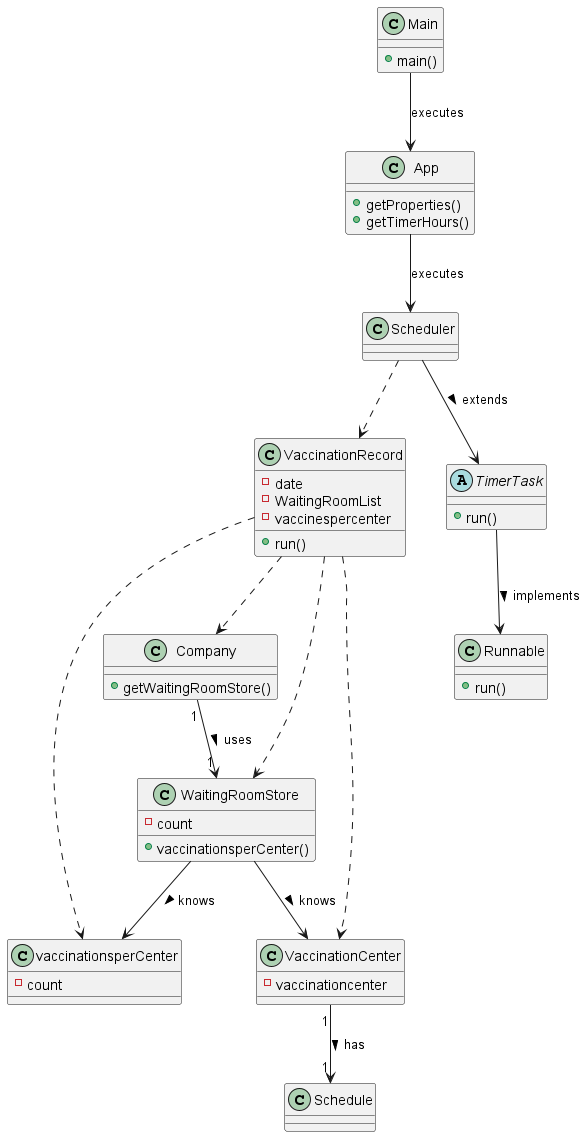 C Main
main()
executes
C App
getProperties()
getTimerHours()
executes
C Scheduler
extends
C VaccinationRecord
date
WaitingRoomList
vaccinespercenter
run()
A TimerTask
run()
implements
C Company
getWaitingRoomStore()
C Runnable
run()
1
uses
1
C WaitingRoomStore
count
vaccinationsperCenter()
knows
knows
C vaccinationsperCenter
count
C VaccinationCenter
vaccinationcenter
1
has
1
C Schedule